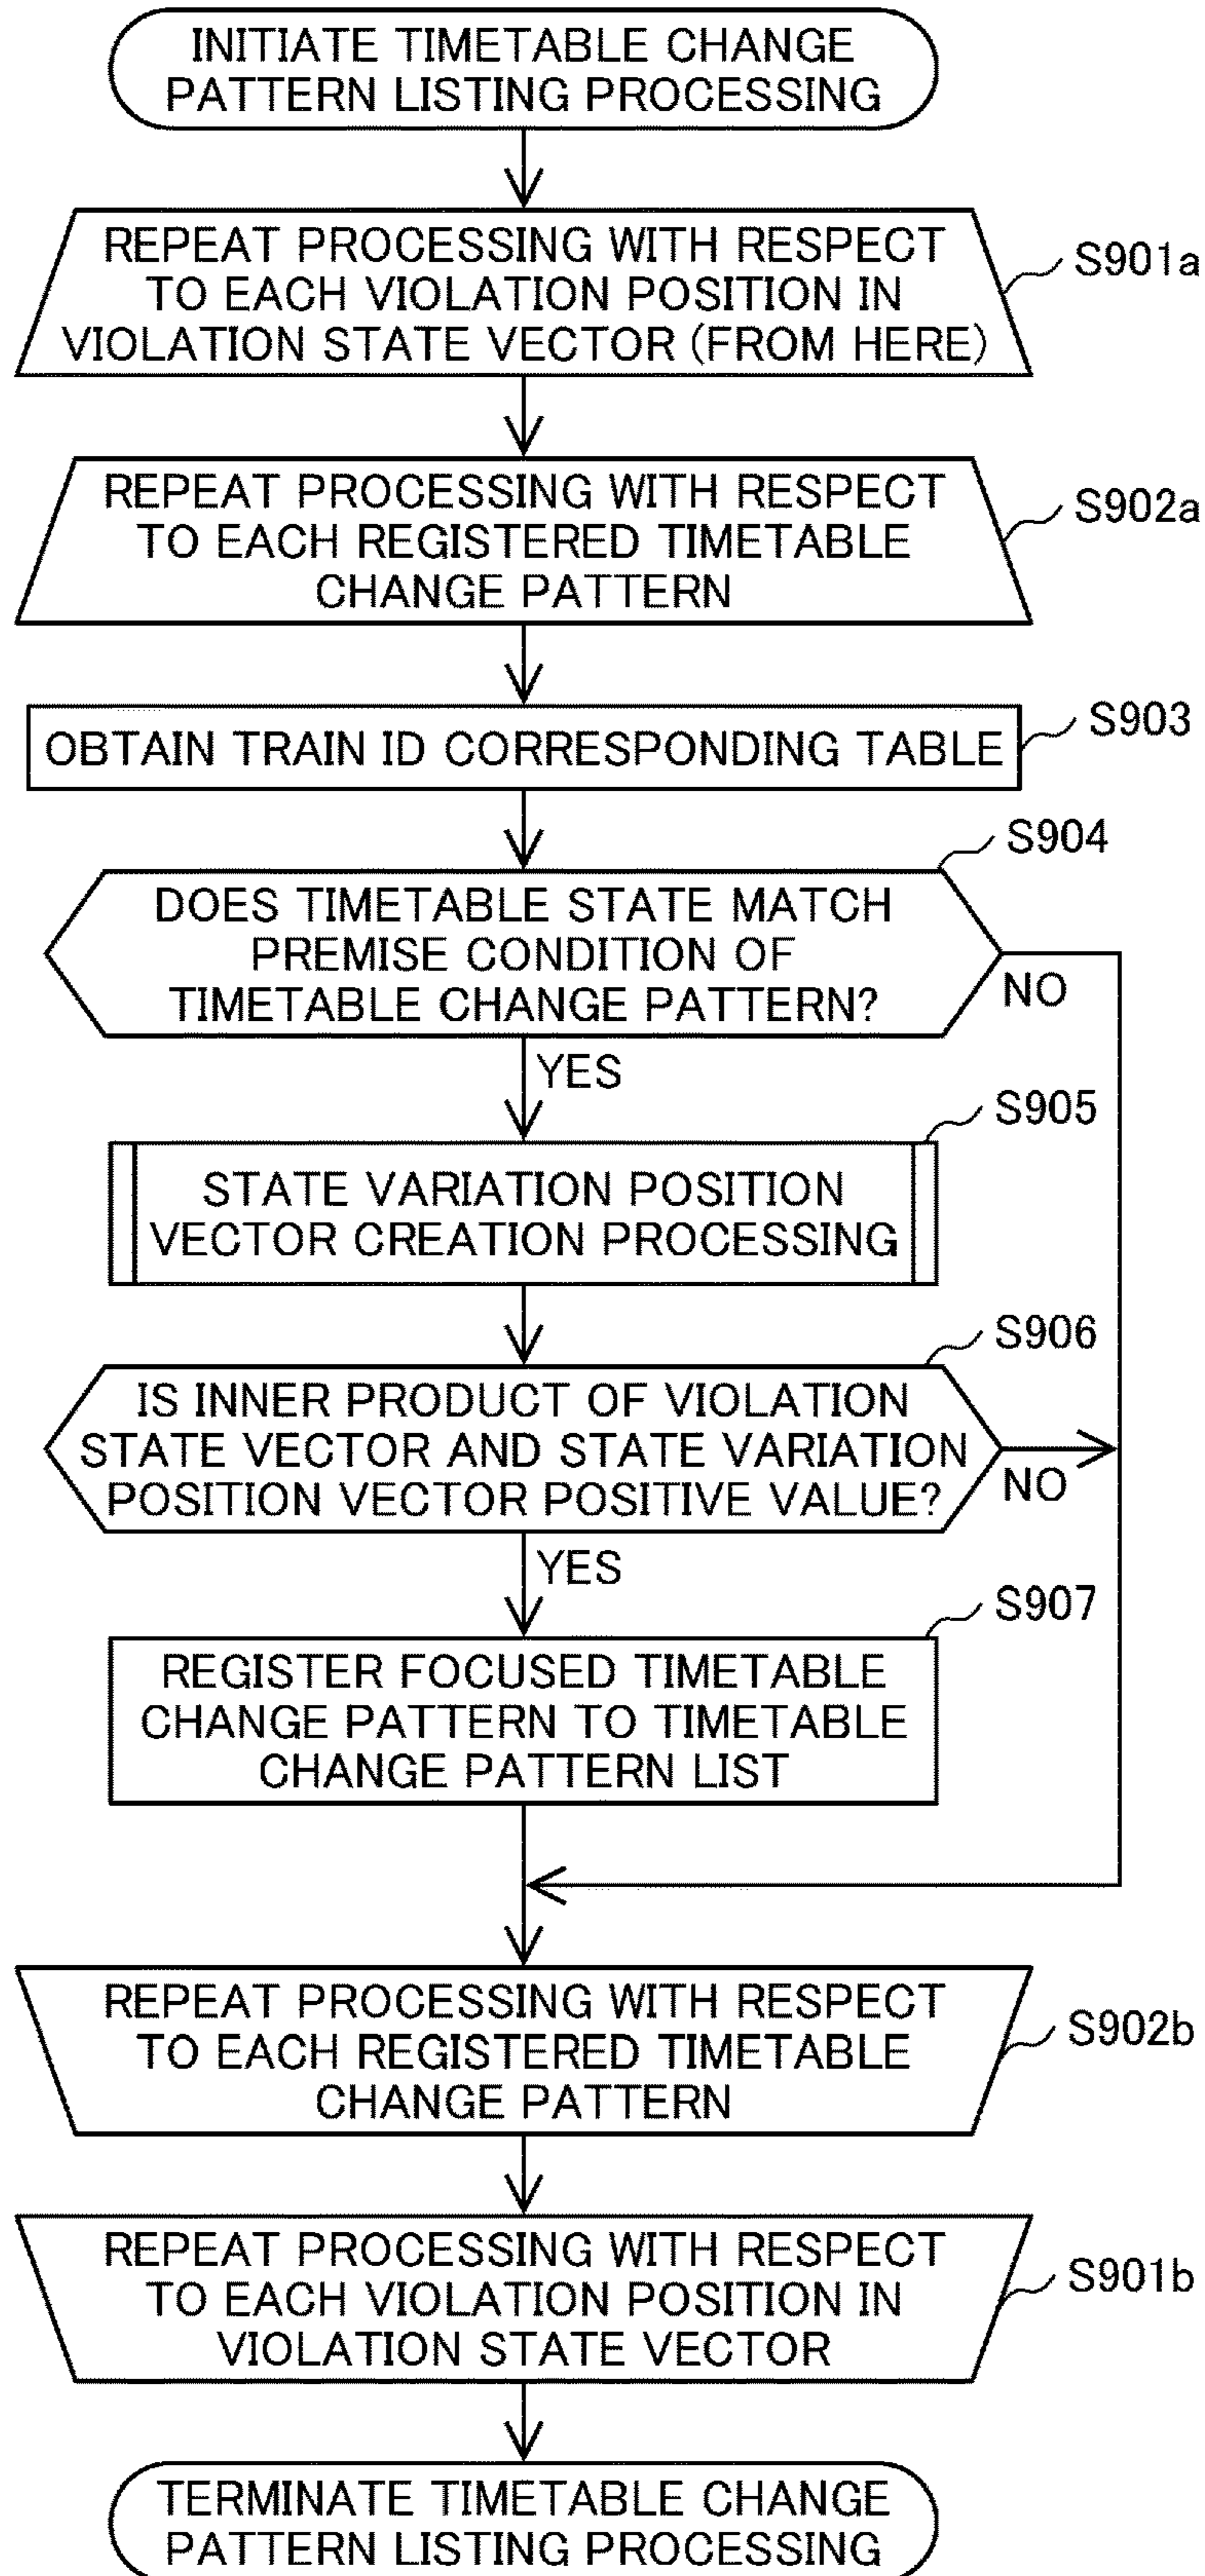 INITIATE TIMETABLE CHANGE
PATTERN LISTING PROCESSING
REPEAT PROCESSING WITH RESPECT
TO EACH VIOLATION POSITION IN
VIOLATION STATE VECTOR (FROM HERE)
S901a
REPEAT PROCESSING WITH RESPECT
TO EACH REGISTERED TIMETABLE
CHANGE PATTERN
S902a
OBTAIN TRAIN ID CORRESPONDING TABLE
S903
S904
DOES TIMETABLE STATE MATCH
PREMISE CONDITION OF
TIMETABLE CHANGE PATTERN?
NO
YES
S905
STATE VARIATION POSITION
VECTOR CREATION PROCESSING
S906
IS INNER PRODUCT OF VIOLATION
STATE VECTOR AND STATE VARIATION
POSITION VECTOR POSITIVE VALUE?
NO
YES
S907
REGISTER FOCUSED TIMETABLE
CHANGE PATTERN TO TIMETABLE
CHANGE PATTERN LIST
REPEAT PROCESSING WITH RESPECT
TO EACH REGISTERED TIMETABLE
CHANGE PATTERN
S902b
REPEAT PROCESSING WITH RESPECT
TO EACH VIOLATION POSITION IN
VIOLATION STATE VECTOR
S901b
TERMINATE TIMETABLE CHANGE
PATTERN LISTING PROCESSING